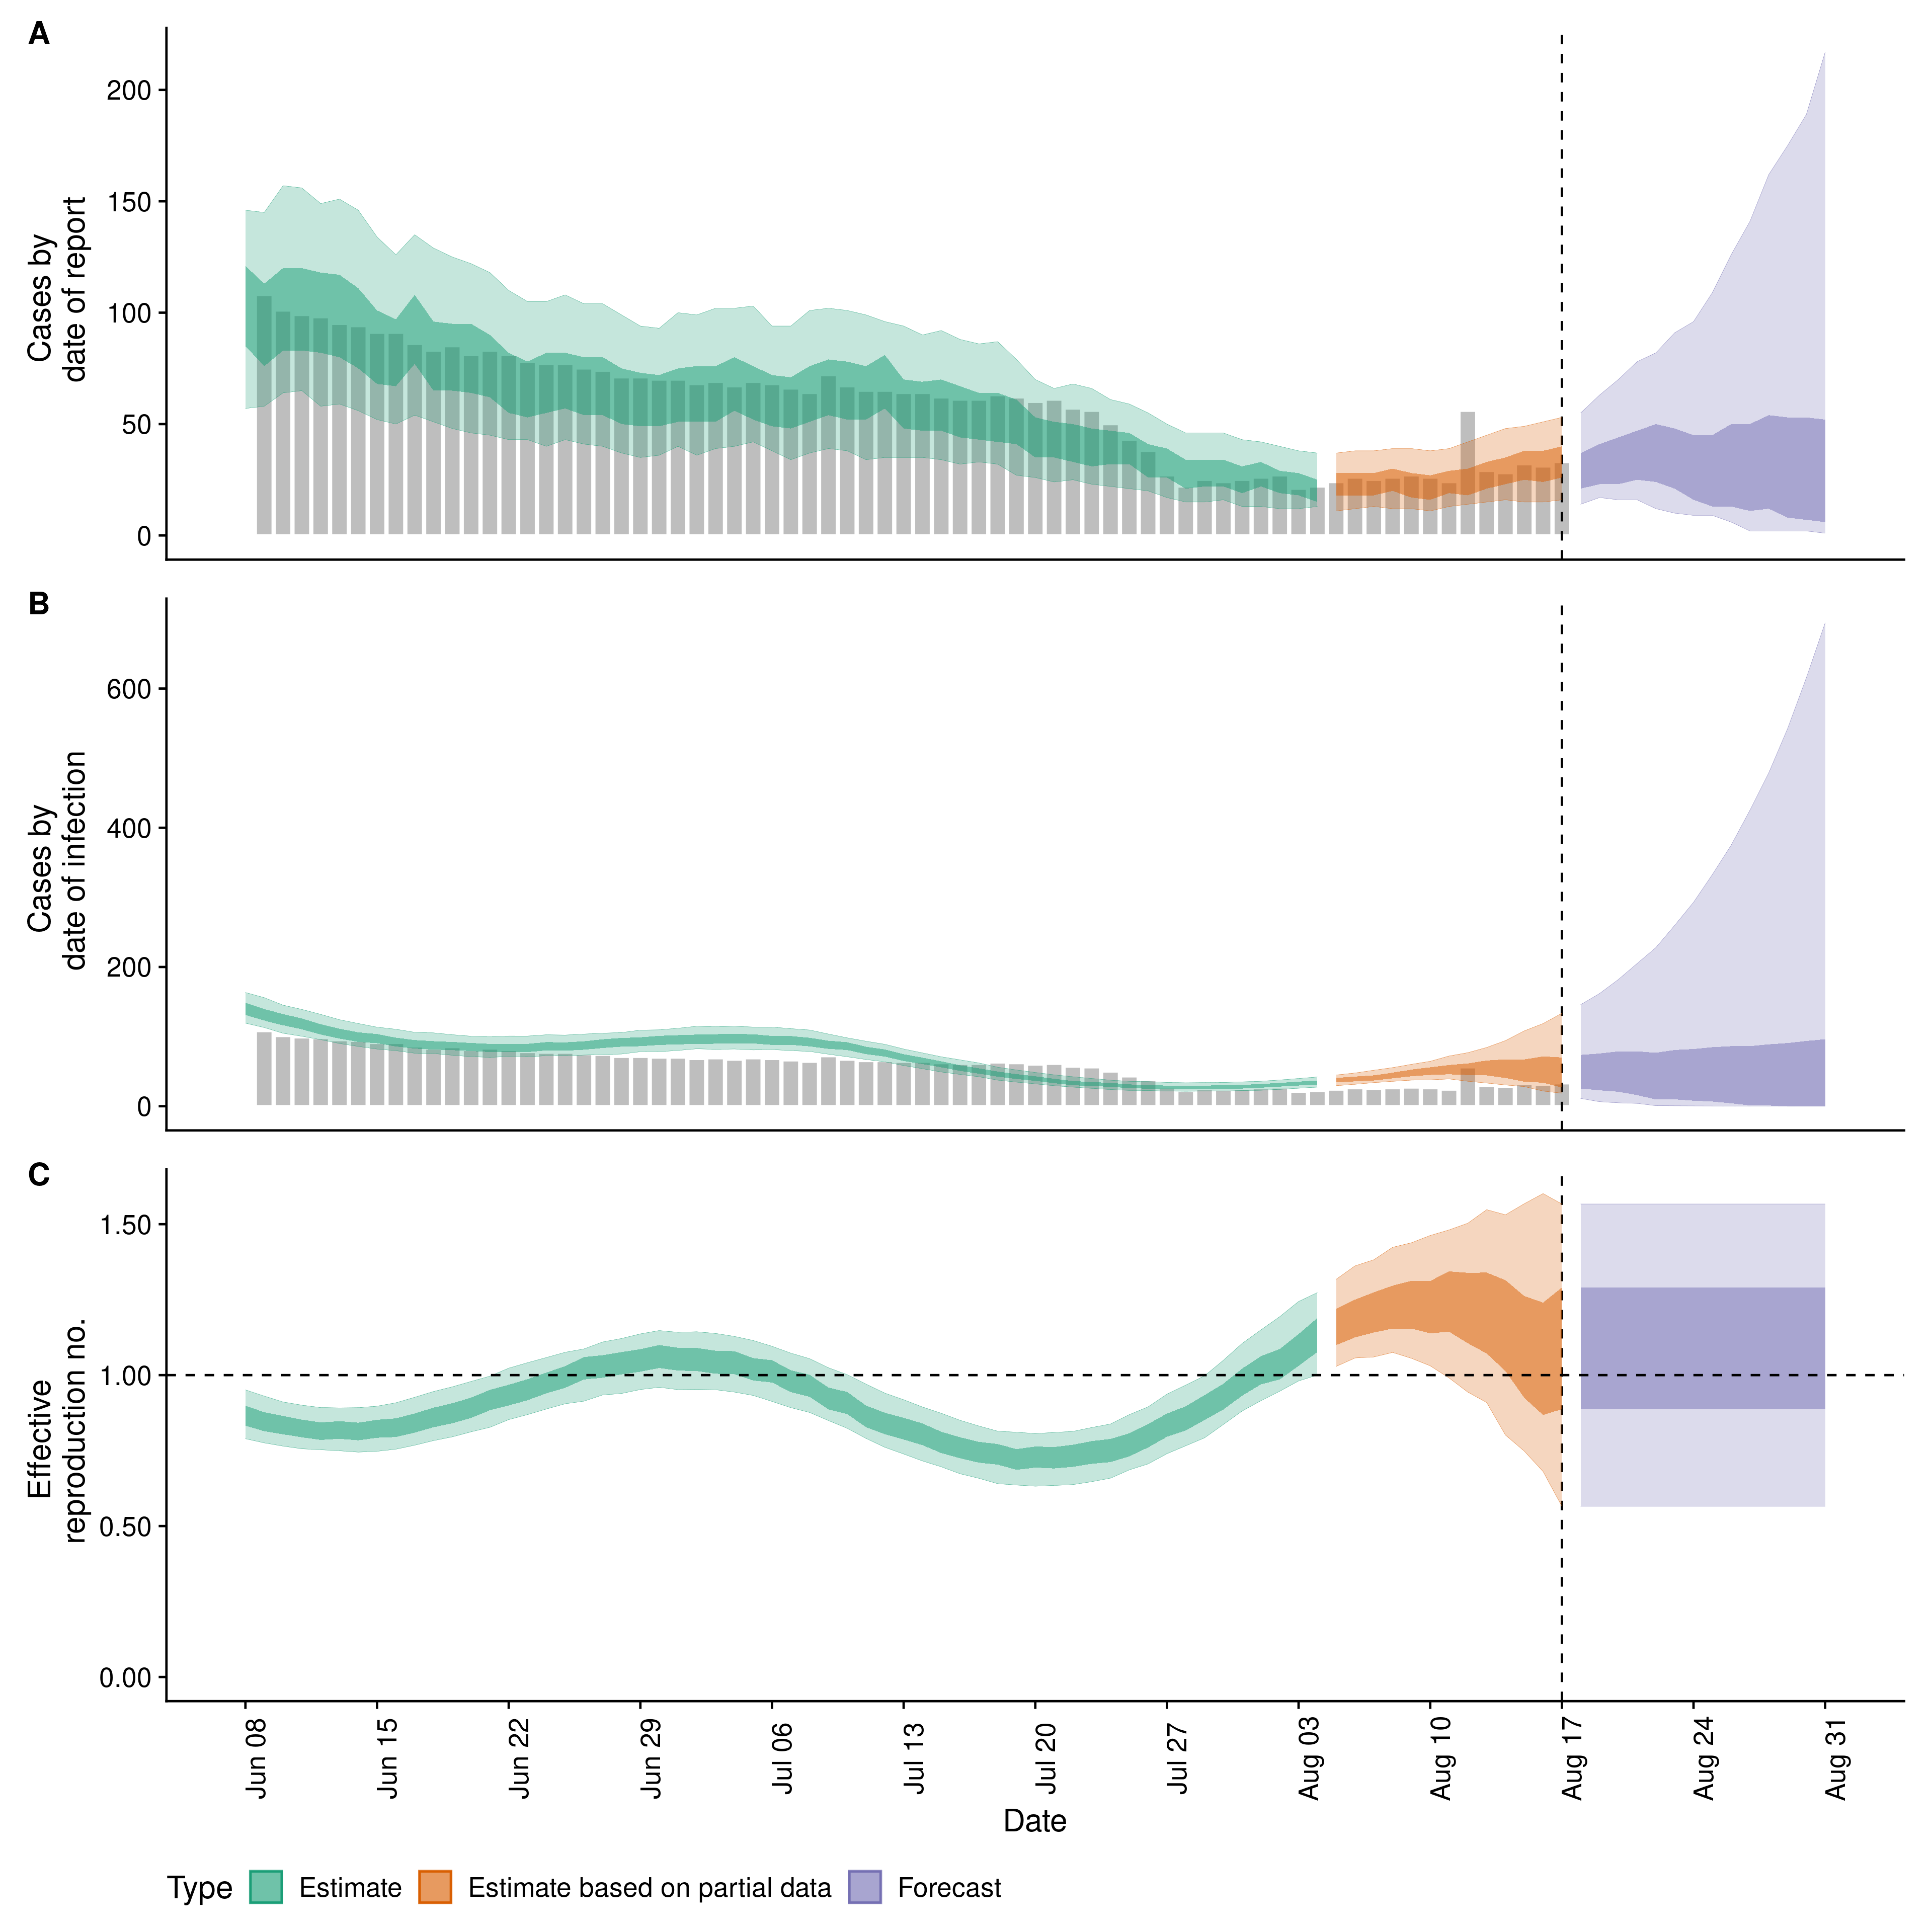 A
Cases by
date of report
200
150
100
50
0
B
Cases by
date of infection
600
400
200
0
C
Effective
reproduction no.
1.50
1.00
0.50
0.00
Jun 08
Jun 15
Jun 22
Jun 29
Jul 06
Jul 13
Jul 20
Jul 27
Aug 03
Aug 10
Aug 17
Aug 24
Aug 31
Date
Type Estimate Estimate based on partial data Forecast